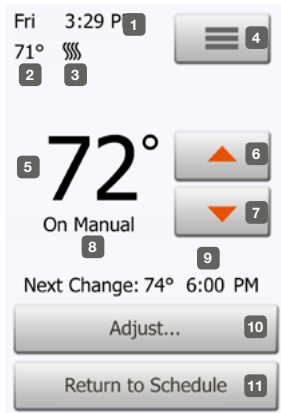 Fri 3:29 P 1 4
71°
2 3
5 72° 6
On Manual 7
8 9
Next Change: 74° 6:00 PM
Adjust... 10
Return to Schedule 11